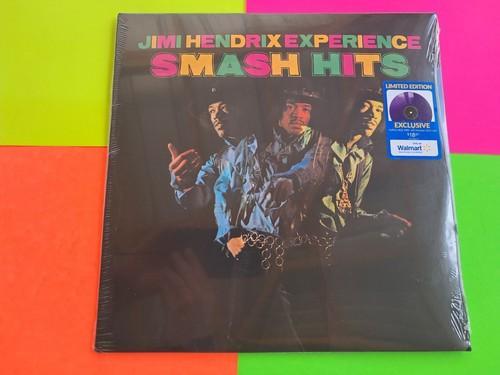 JIMI HENDRIX EXPERIENCE
SMASH HITS
LIMITED EDITION
EXCLUSIVE
Walmart